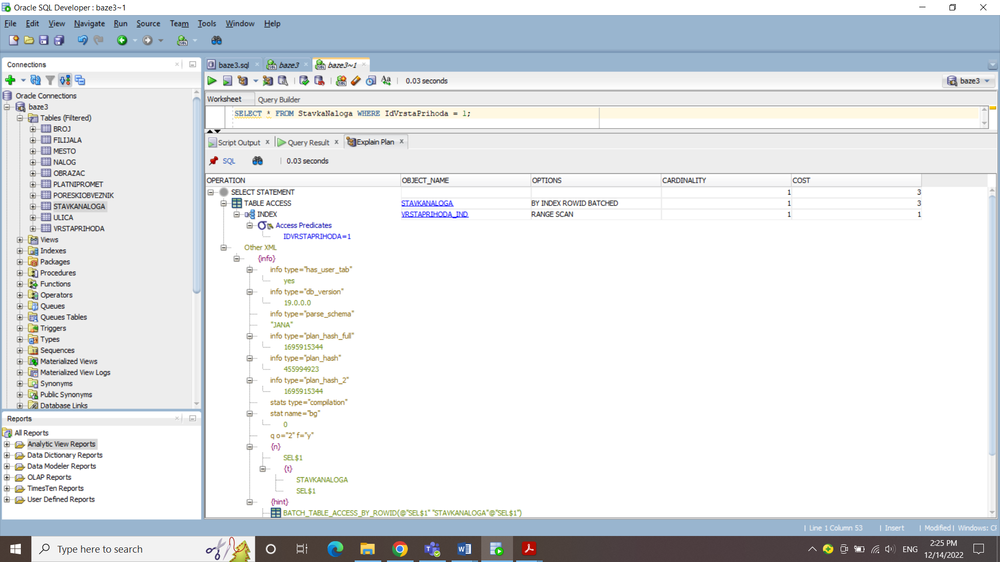 Oracle SQL Developer : baze3~1
File Edit View Navigate Run Source Team Tools Window Help
Connections
Oracle Connections
baze3
Tables (Filtered)
BROJ
FILIJALA
MESTO
NALOG
OBRAZAC
PLATNIPROMET
PORESKIOBVEZNIK
STAVKANALOGA
ULICA
VRSTAPRIHODA
Views
Indexes
Packages
Procedures
Functions
Operators
Queues
Queues Tables
Triggers
Types
Sequences
Materialized Views
Materialized View Logs
Synonyms
Public Synonyms
Database Links
Reports
All Reports
Analytic View Reports
Data Dictionary Reports
Data Modeler Reports
OLAP Reports
TimesTen Reports
User Defined Reports
baze3.sql baze3 baze3~1
0.03 seconds
baze3
Worksheet Query Builder
SELECT * FROM StavkaNaloga WHERE IdVrstaPrihoda = 1;
Script Output Query Result Explain Plan
SQL 0.03 seconds
OPERATION OBJECT_NAME OPTIONS CARDINALITY COST
SELECT STATEMENT 1 3
TABLE ACCESS STAVKANALOGA BY INDEX ROWID BATCHED 1 3
INDEX VRSTAPRIHODA_IND RANGE SCAN 1 1
Access Predicates
IDVRSTAPRIHODA=1
Other XML
{info}
info type="has_user_tab"
yes
info type="db_version"
19.0.0.0
info type="parse_schema"
"JANA"
info type="plan_hash_full"
1695915344
info type="plan_hash"
455994923
info type="plan_hash_2"
1695915344
stats type="compilation"
stat name="bg"
0
q o="2" f="y"
{n}
SEL$1
{t}
STAVKANALOGA
SEL$1
{hint}
BATCH_TABLE_ACCESS_BY_ROWID(@"SEL$1" "STAVKANALOGA"@"SEL$1")
| Line 1 Column 53 | Insert | Modified | Windows: CF
Type here to search
ENG
2:25 PM
12/14/2022